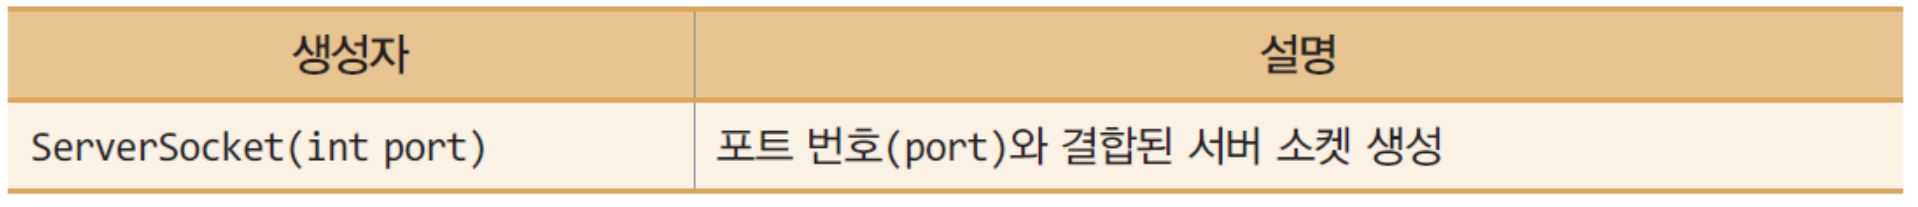 생성자 설명
ServerSocket(int port) 포트 번호(port)와 결합된 서버 소켓 생성